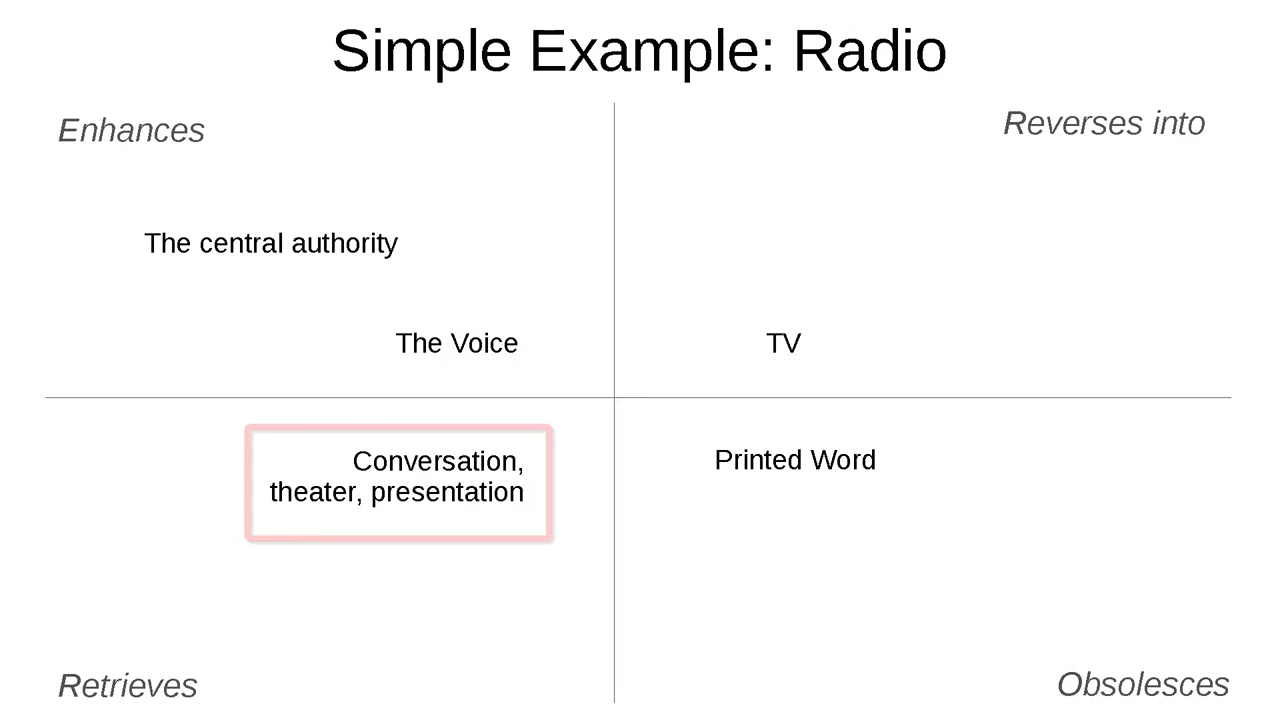 Simple Example: Radio
Enhances
Reverses into
The central authority
The Voice
TV
Conversation,
theater, presentation
Printed Word
Retrieves
Obsolesces